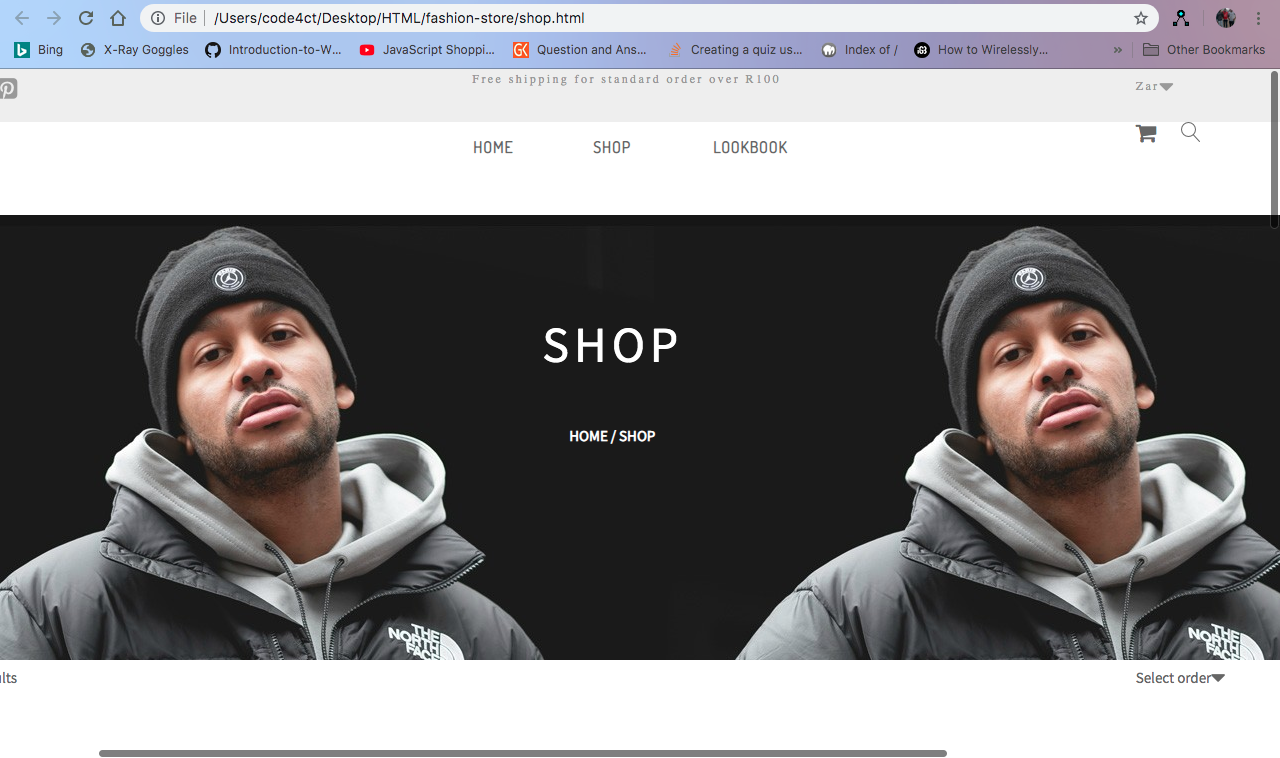 File /Users/code4ct/Desktop/HTML/fashion-store/shop.html
Bing X-Ray Goggles Introduction-to-W... JavaScript Shoppi... Question and Ans... Creating a quiz us... Index of / How to Wirelessly... » Other Bookmarks
Free shipping for standard order over R100
Zar
HOME SHOP LOOKBOOK
SHOP
HOME / SHOP
THE NORTH FACE THE NORTH FACE
ults Select order